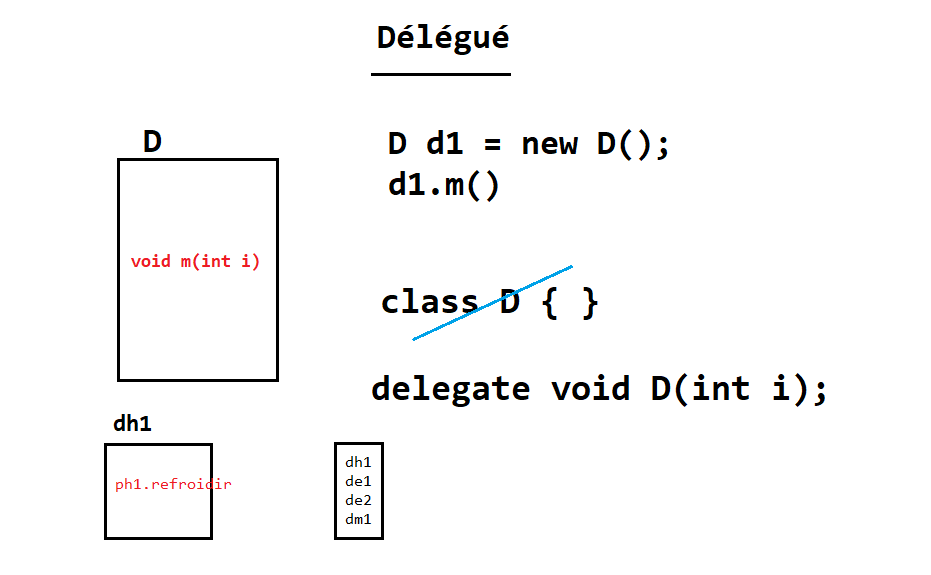 Délégué
D
D d1 = new D();
d1.m()
void m(int i)
class D { }
delegate void D(int i);
dh1
ph1.refroidir
dh1
de1
de2
dm1